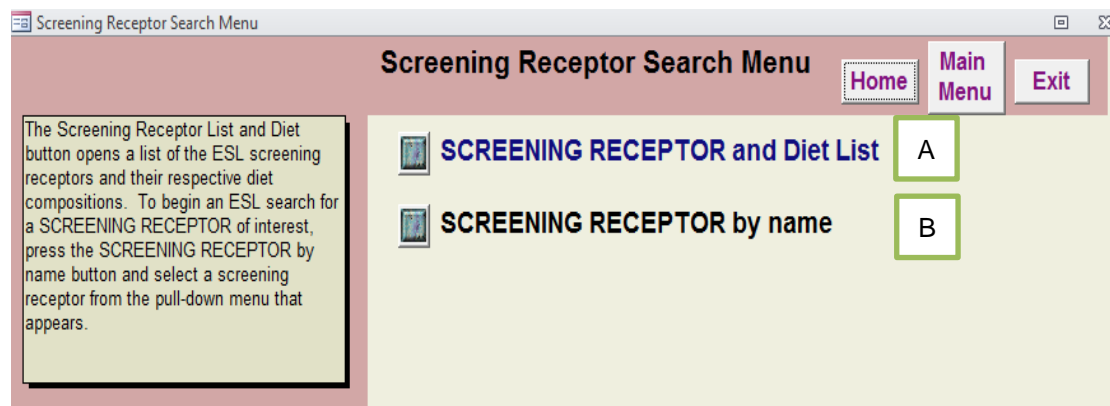 Screening Receptor Search Menu
Screening Receptor Search Menu
Home
Main
Menu
Exit
The Screening Receptor List and Diet
button opens a list of the ESL screening
receptors and their respective diet
compositions. To begin an ESL search for
a SCREENING RECEPTOR of interest,
press the SCREENING RECEPTOR by
name button and select a screening
receptor from the pull-down menu that
appears.
SCREENING RECEPTOR and Diet List
A
SCREENING RECEPTOR by name
B